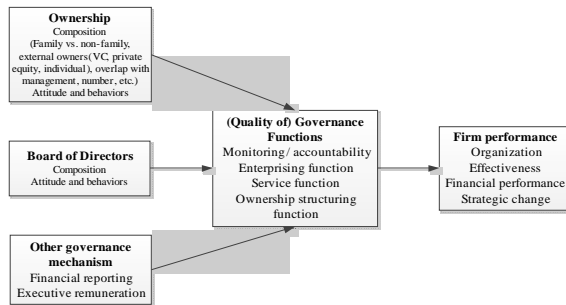 Ownership
Composition
(Family vs. non-family,
external owners(VC, private
equity, individual), overlap with
management, number, etc.)
Attitude and behaviors
Board of Directors
Composition
Attitude and behaviors
Other governance
mechanism
Financial reporting
Executive remuneration
(Quality of) Governance
Functions
Monitoring/ accountability
Enterprising function
Service function
Ownership structuring
function
Firm performance
Organization
Effectiveness
Financial performance
Strategic change